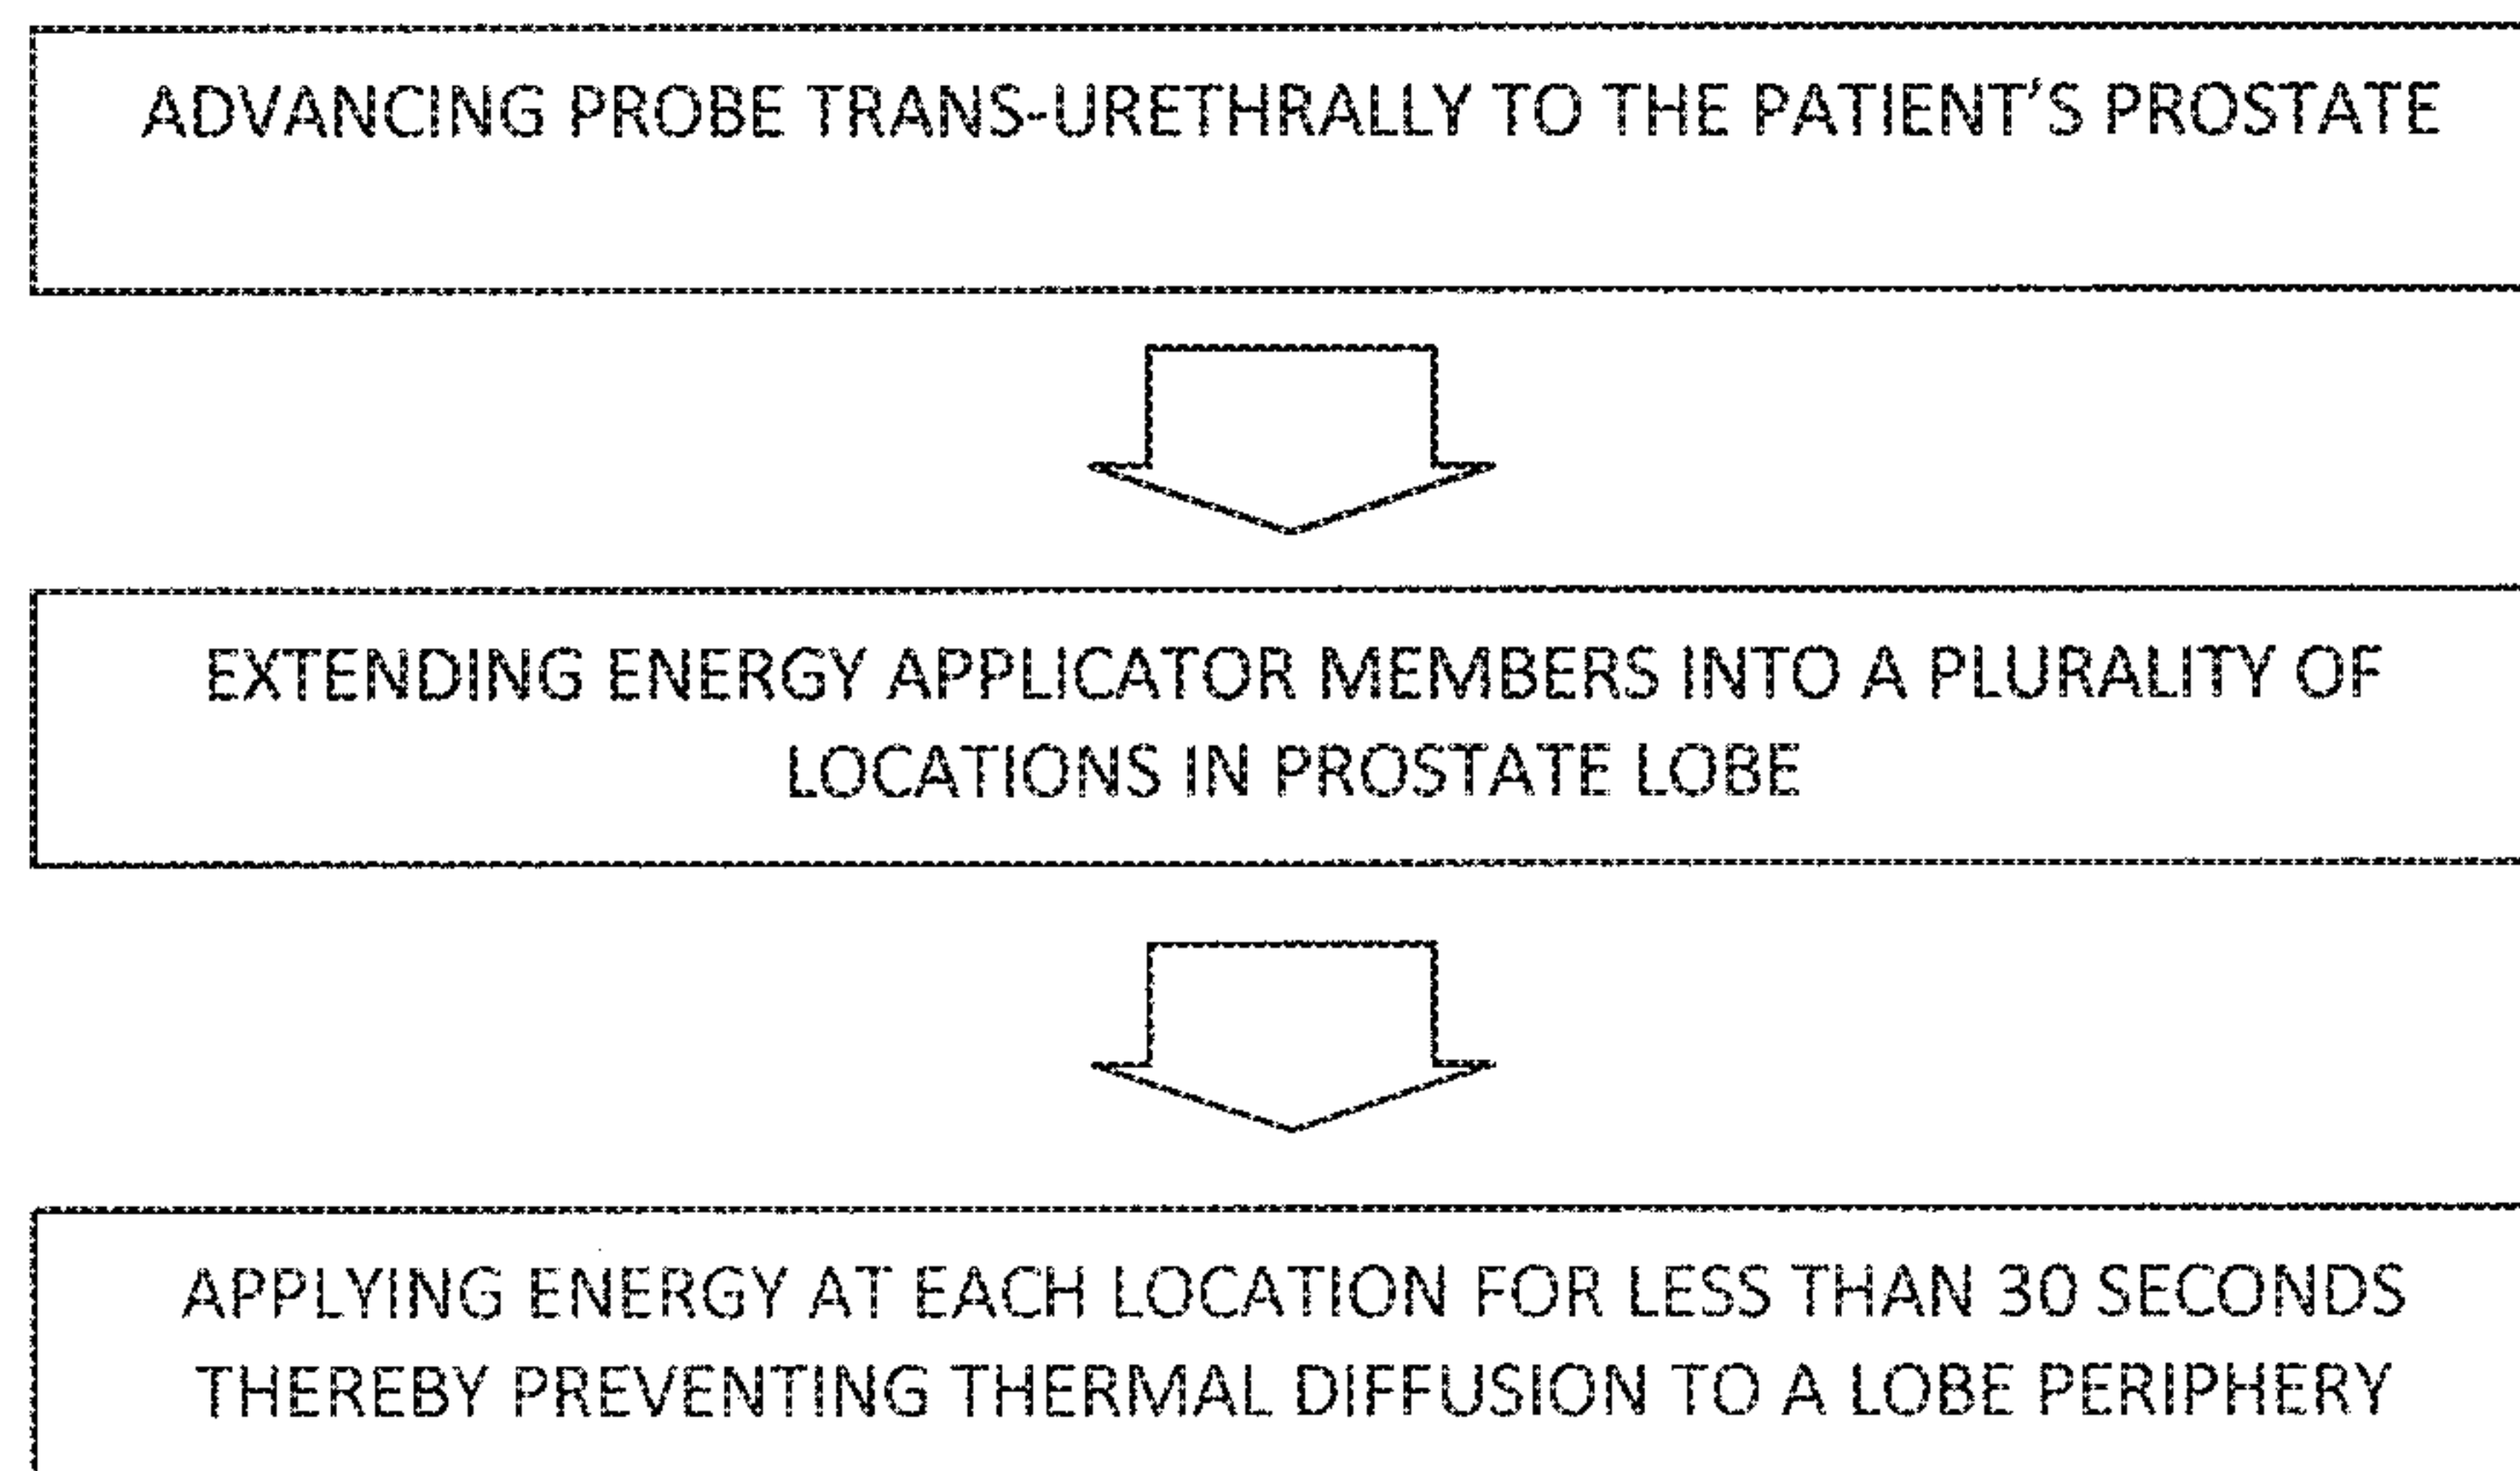 ADVANCING PROBE TRANS-URETHRALLY TO THE PATIENT'S PROSTATE
EXTENDING ENERGY APPLICATOR MEMBERS INTO A PLURALITY OF
LOCATIONS IN PROSTATE LOBE
APPLYING ENERGY AT EACH LOCATION FOR LESS THAN 30 SECONDS
THEREBY PREVENTING THERMAL DIFFUSION TO A LOBE PERIPHERY